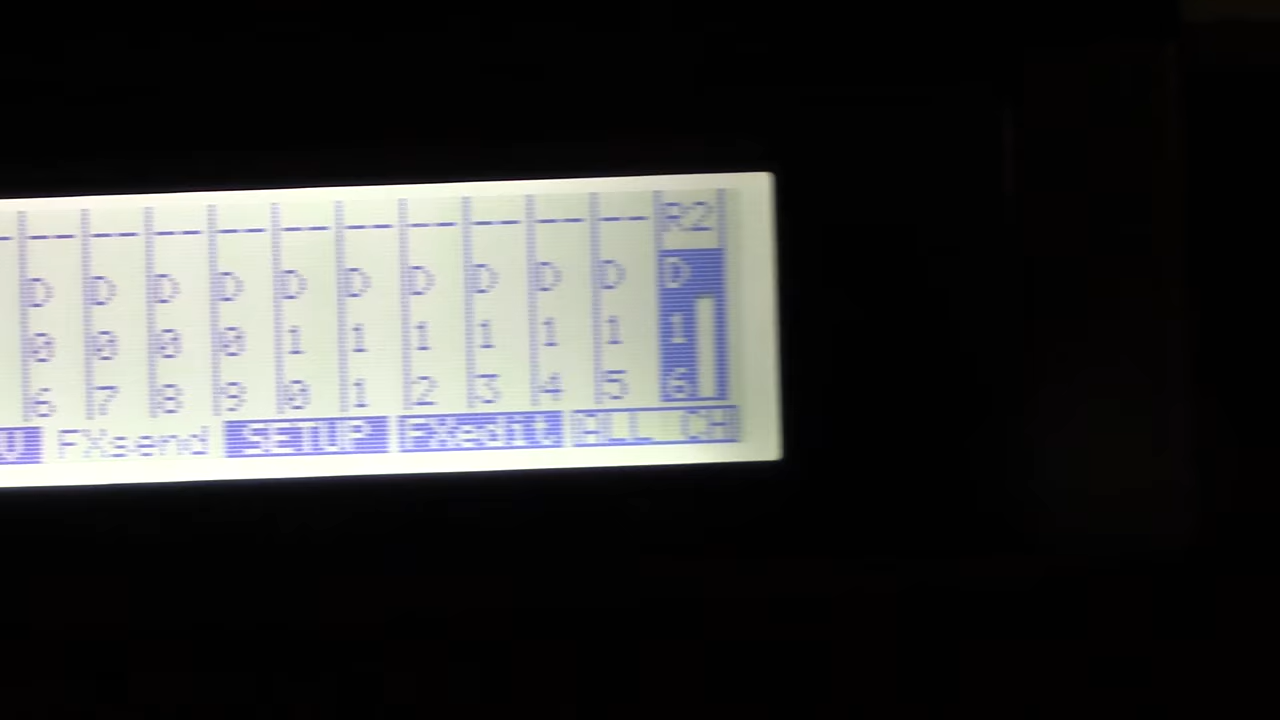 -- -- -- -- -- -- -- -- -- -- R2
D D D D D D D D D D D
0 0 0 0 1 1 1 1 1 1 1
6 7 8 9 0 1 2 3 4 5 6
FXsend SETUP FXedit ALL CH